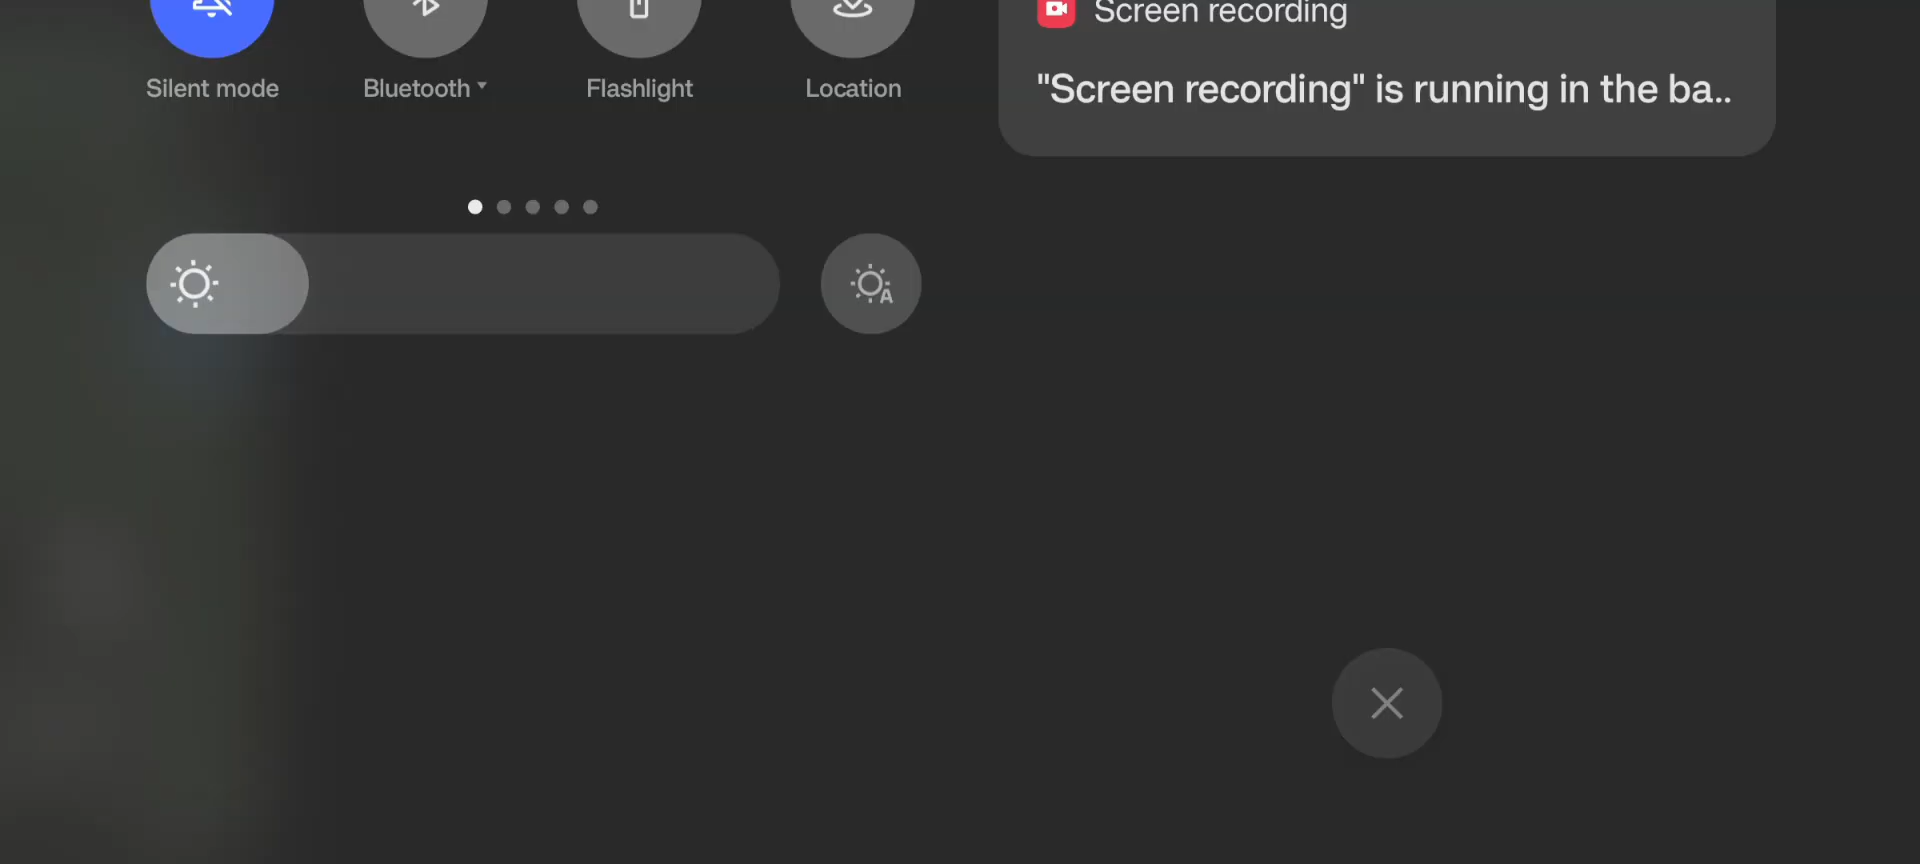 Silent mode
Bluetooth
Flashlight
Location
Screen recording
"Screen recording" is running in the ba..
A